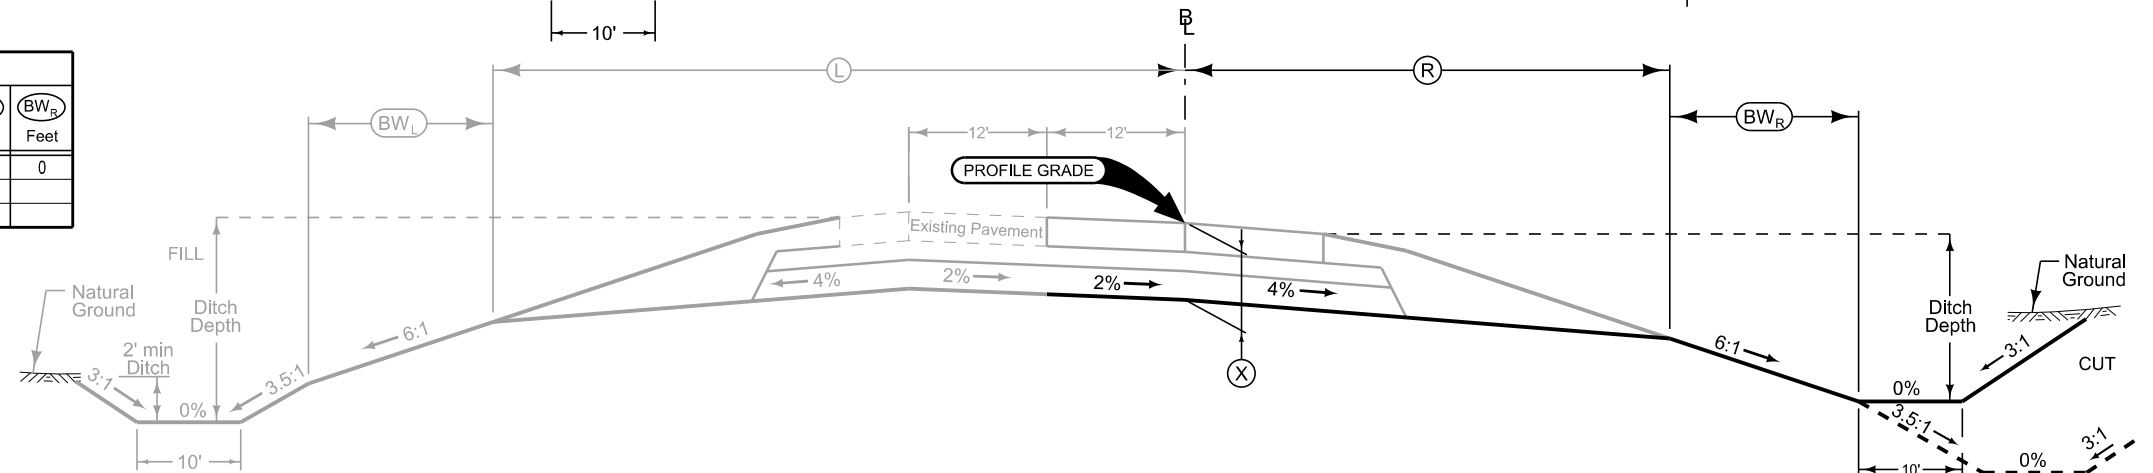 10'
B
L
L
R
BW_R
Feet
0
BW_L
12'
12'
BW_R
PROFILE GRADE
Existing Pavement
FILL
Natural
Ground
Ditch
Depth
4%
2%
2%
4%
Natural
Ground
Ditch
Depth
6:1
2' min
Ditch
3:1
3.5:1
0%
X
6:1
3:1
CUT
0%
3.5:1
3:1
0%
10'
10'